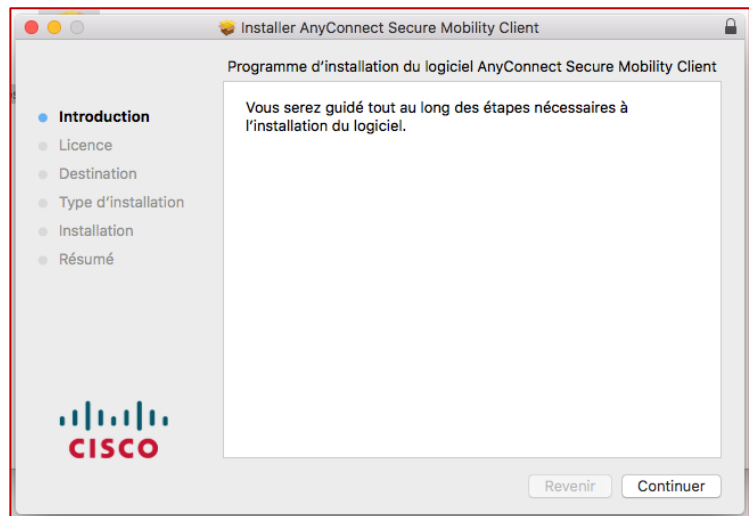 Installer AnyConnect Secure Mobility Client
Programme d'installation du logiciel AnyConnect Secure Mobility Client
Introduction
Licence
Destination
Type d'installation
Installation
Résumé
Vous serez guidé tout au long des étapes nécessaires à
l'installation du logiciel.
CISCO
Revenir
Continuer